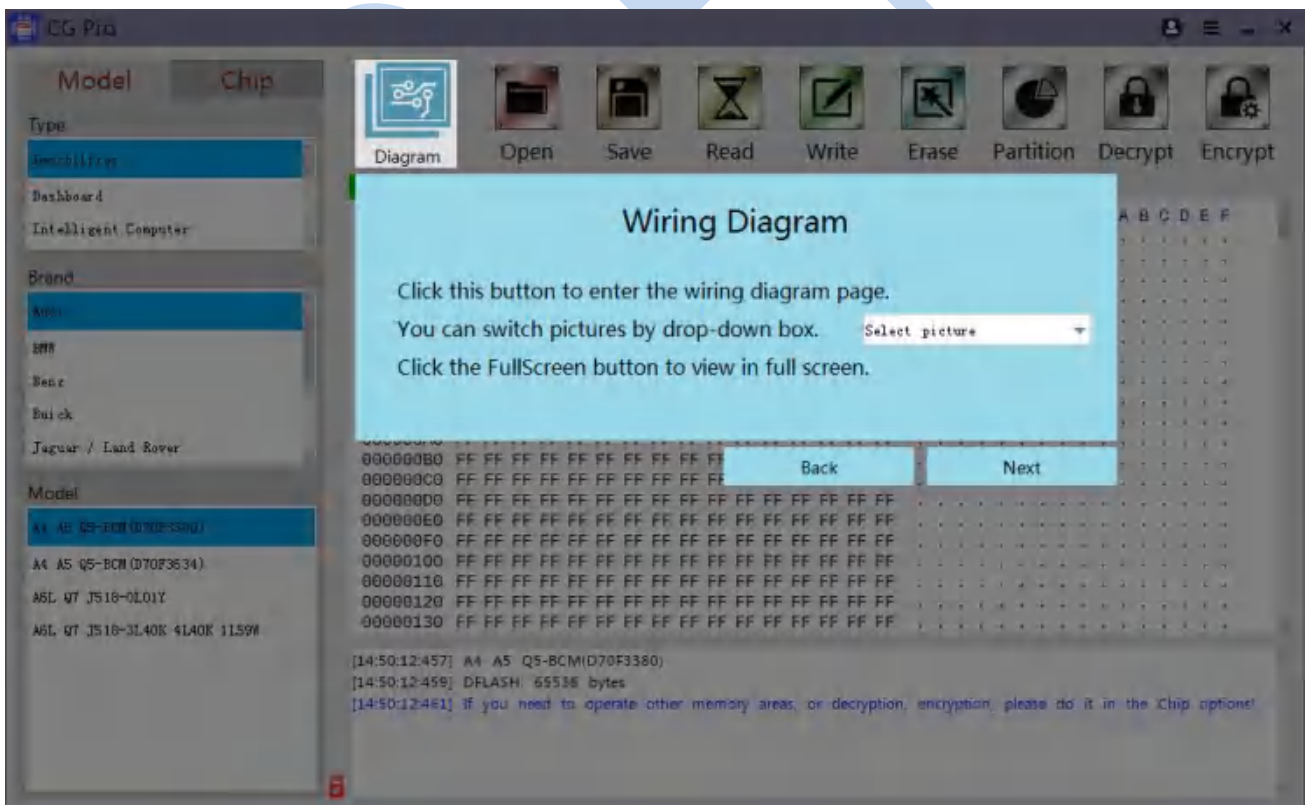 CG Pro
Model Chip
Type
Immobilizer
Dashboard
Intelligent Computer
Brand
Audi
BMW
Benz
Buick
Jaguar / Land Rover
Model
A4 A5 Q5-BCM(D70F3380)
A4 A5 Q5-BCM(D70F3634)
A6L Q7 J518-0L01Y
A6L Q7 J518-3L40K 4L40K 1L59W
Diagram Open Save Read Write Erase Partition Decrypt Encrypt
A B C D E F
Wiring Diagram
Click this button to enter the wiring diagram page.
You can switch pictures by drop-down box. Select picture
Click the FullScreen button to view in full screen.
Back Next
000000A0
000000B0 FF FF FF FF FF FF FF FF FF
000000C0 FF FF FF FF FF FF FF FF FF
000000D0 FF FF FF FF FF FF FF FF FF FF FF FF FF FF FF FF
000000E0 FF FF FF FF FF FF FF FF FF FF FF FF FF FF FF FF
000000F0 FF FF FF FF FF FF FF FF FF FF FF FF FF FF FF FF
00000100 FF FF FF FF FF FF FF FF FF FF FF FF FF FF FF FF
00000110 FF FF FF FF FF FF FF FF FF FF FF FF FF FF FF FF
00000120 FF FF FF FF FF FF FF FF FF FF FF FF FF FF FF FF
00000130 FF FF FF FF FF FF FF FF FF FF FF FF FF FF FF FF
[14:50:12:457] A4 A5 Q5-BCM(D70F3380)
[14:50:12:459] DFLASH: 65536 bytes
[14:50:12:461] If you need to operate other memory areas, or decryption, encryption, please do it in the Chip options!